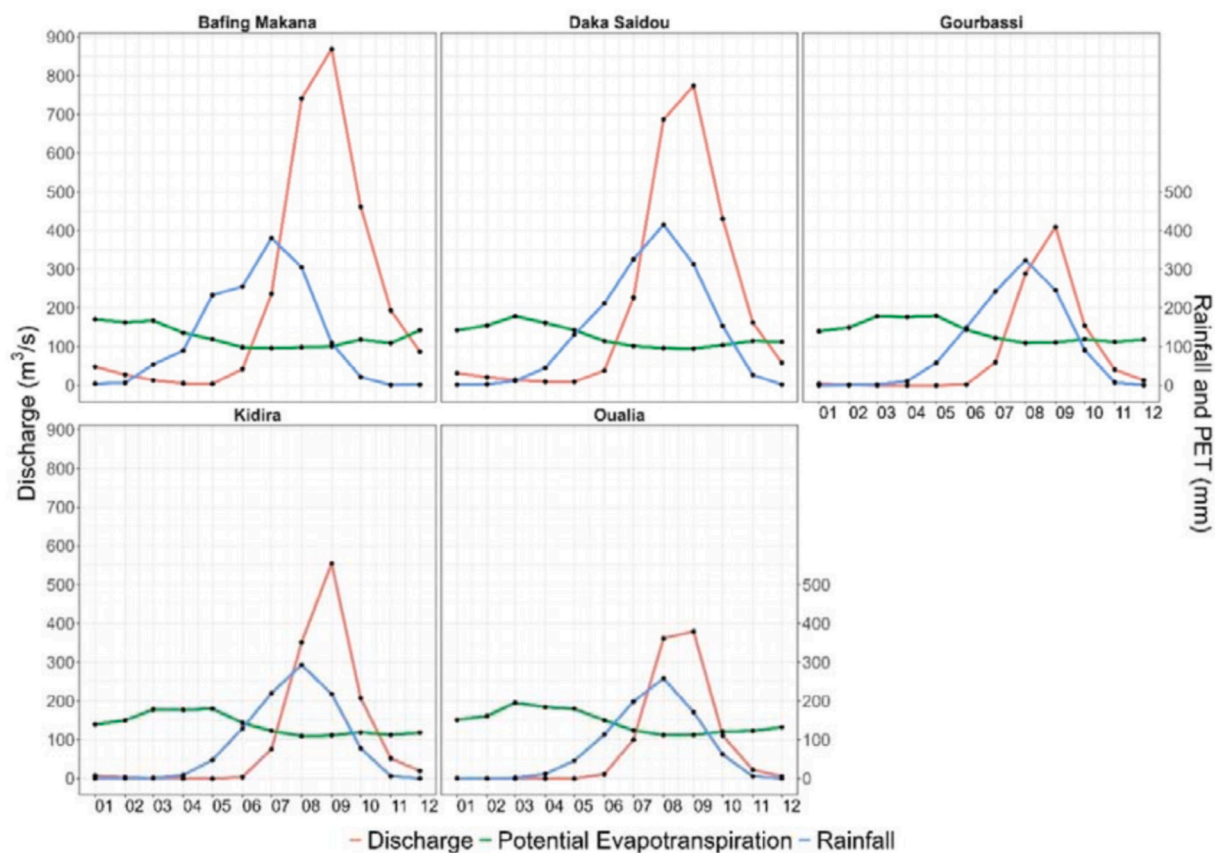 Bafing Makana
Daka Saidou
Gourbassi
900
800
700
600
500
400
300
200
100
0
500
400
300
200
100
0
01 02 03 04 05 06 07 08 09 10 11 12
Kidira
Oualia
900
800
700
600
500
400
300
200
100
0
500
400
300
200
100
0
01 02 03 04 05 06 07 08 09 10 11 12
01 02 03 04 05 06 07 08 09 10 11 12
Discharge (m³/s)
Rainfall and PET (mm)
Discharge Potential Evapotranspiration Rainfall